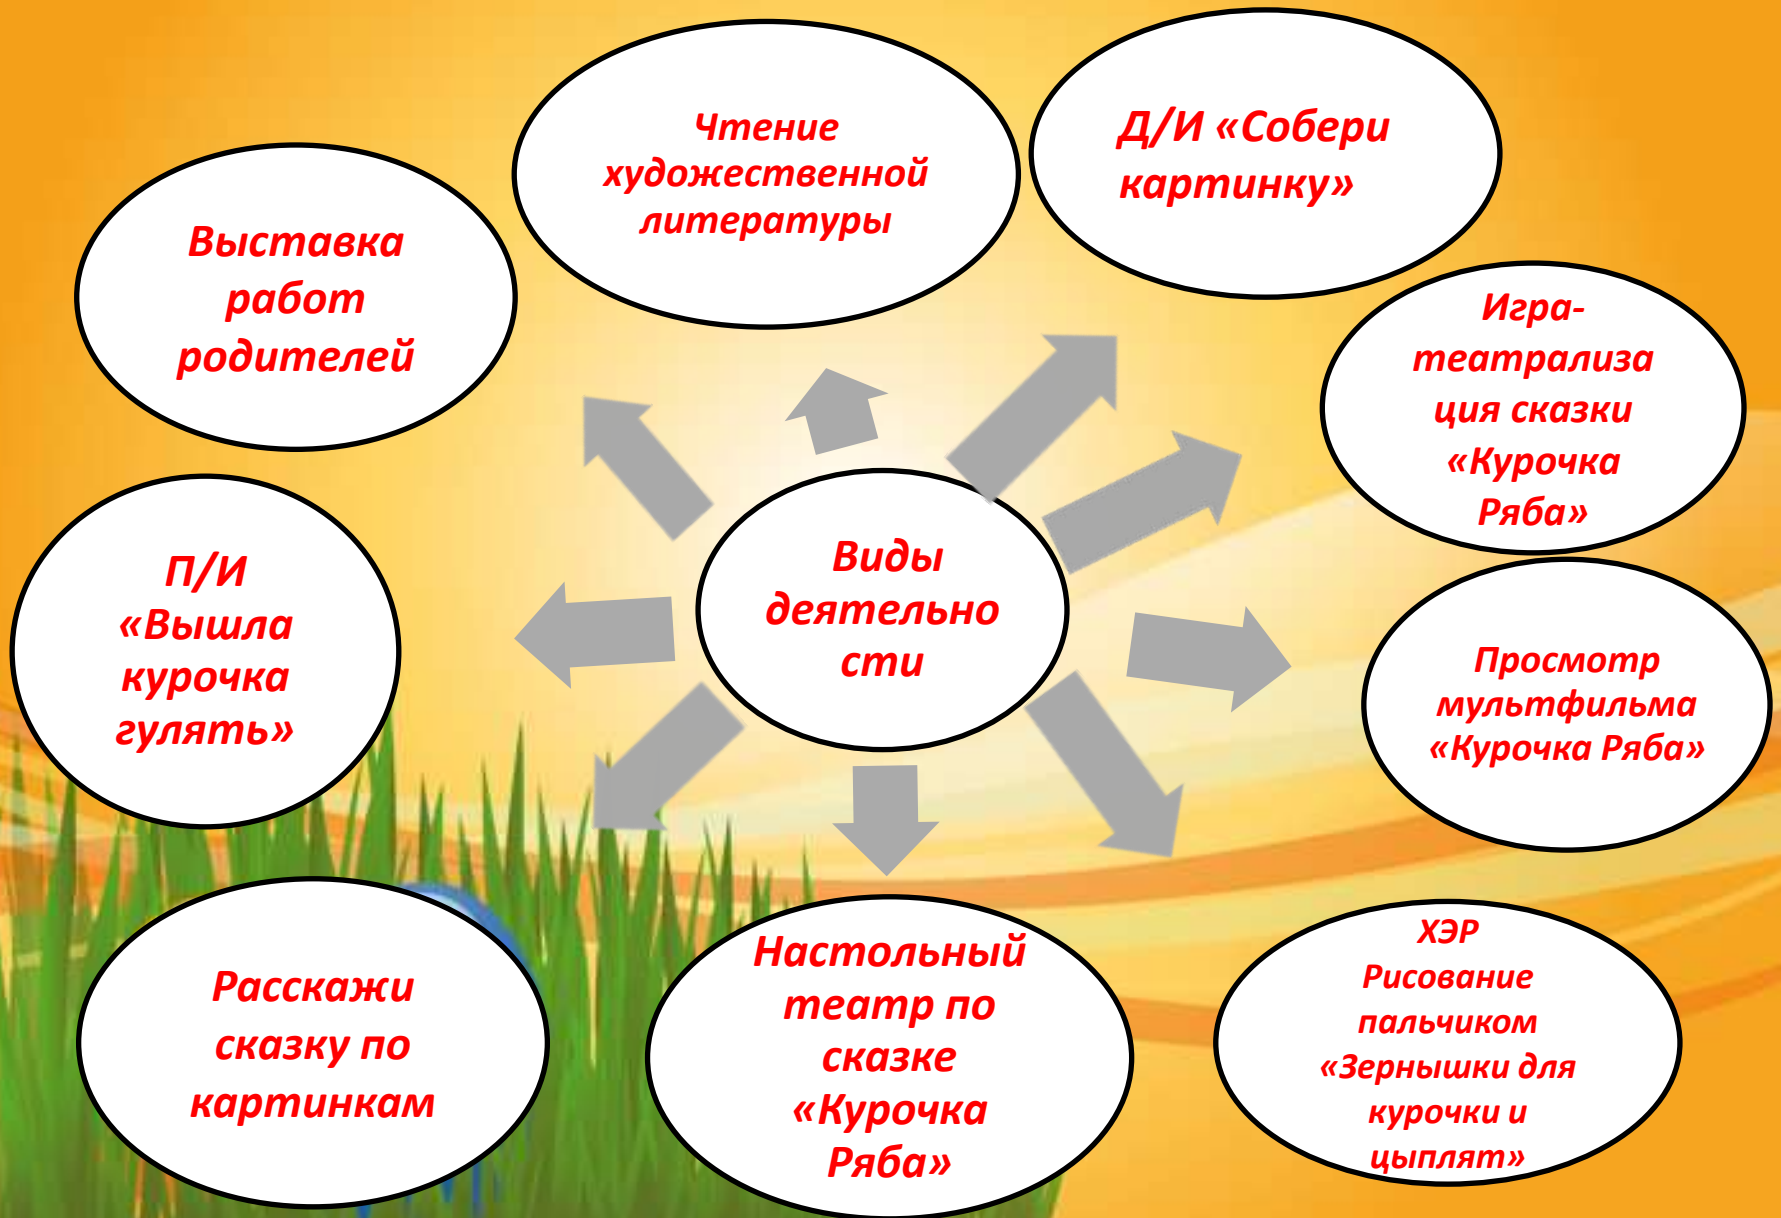 Чтение
художественной
литературы
Д/И «Собери
картинку»
Выставка
работ
родителей
Игра-
театрализа
ция сказки
«Курочка
Ряба»
Виды
деятельно
сти
П/И
«Вышла
курочка
гулять»
Просмотр
мультфильма
«Курочка Ряба»
Расскажи
сказку по
картинкам
Настольный
театр по
сказке
«Курочка
Ряба»
ХЭР
Рисование
пальчиком
«Зернышки для
курочки и
цыплят»